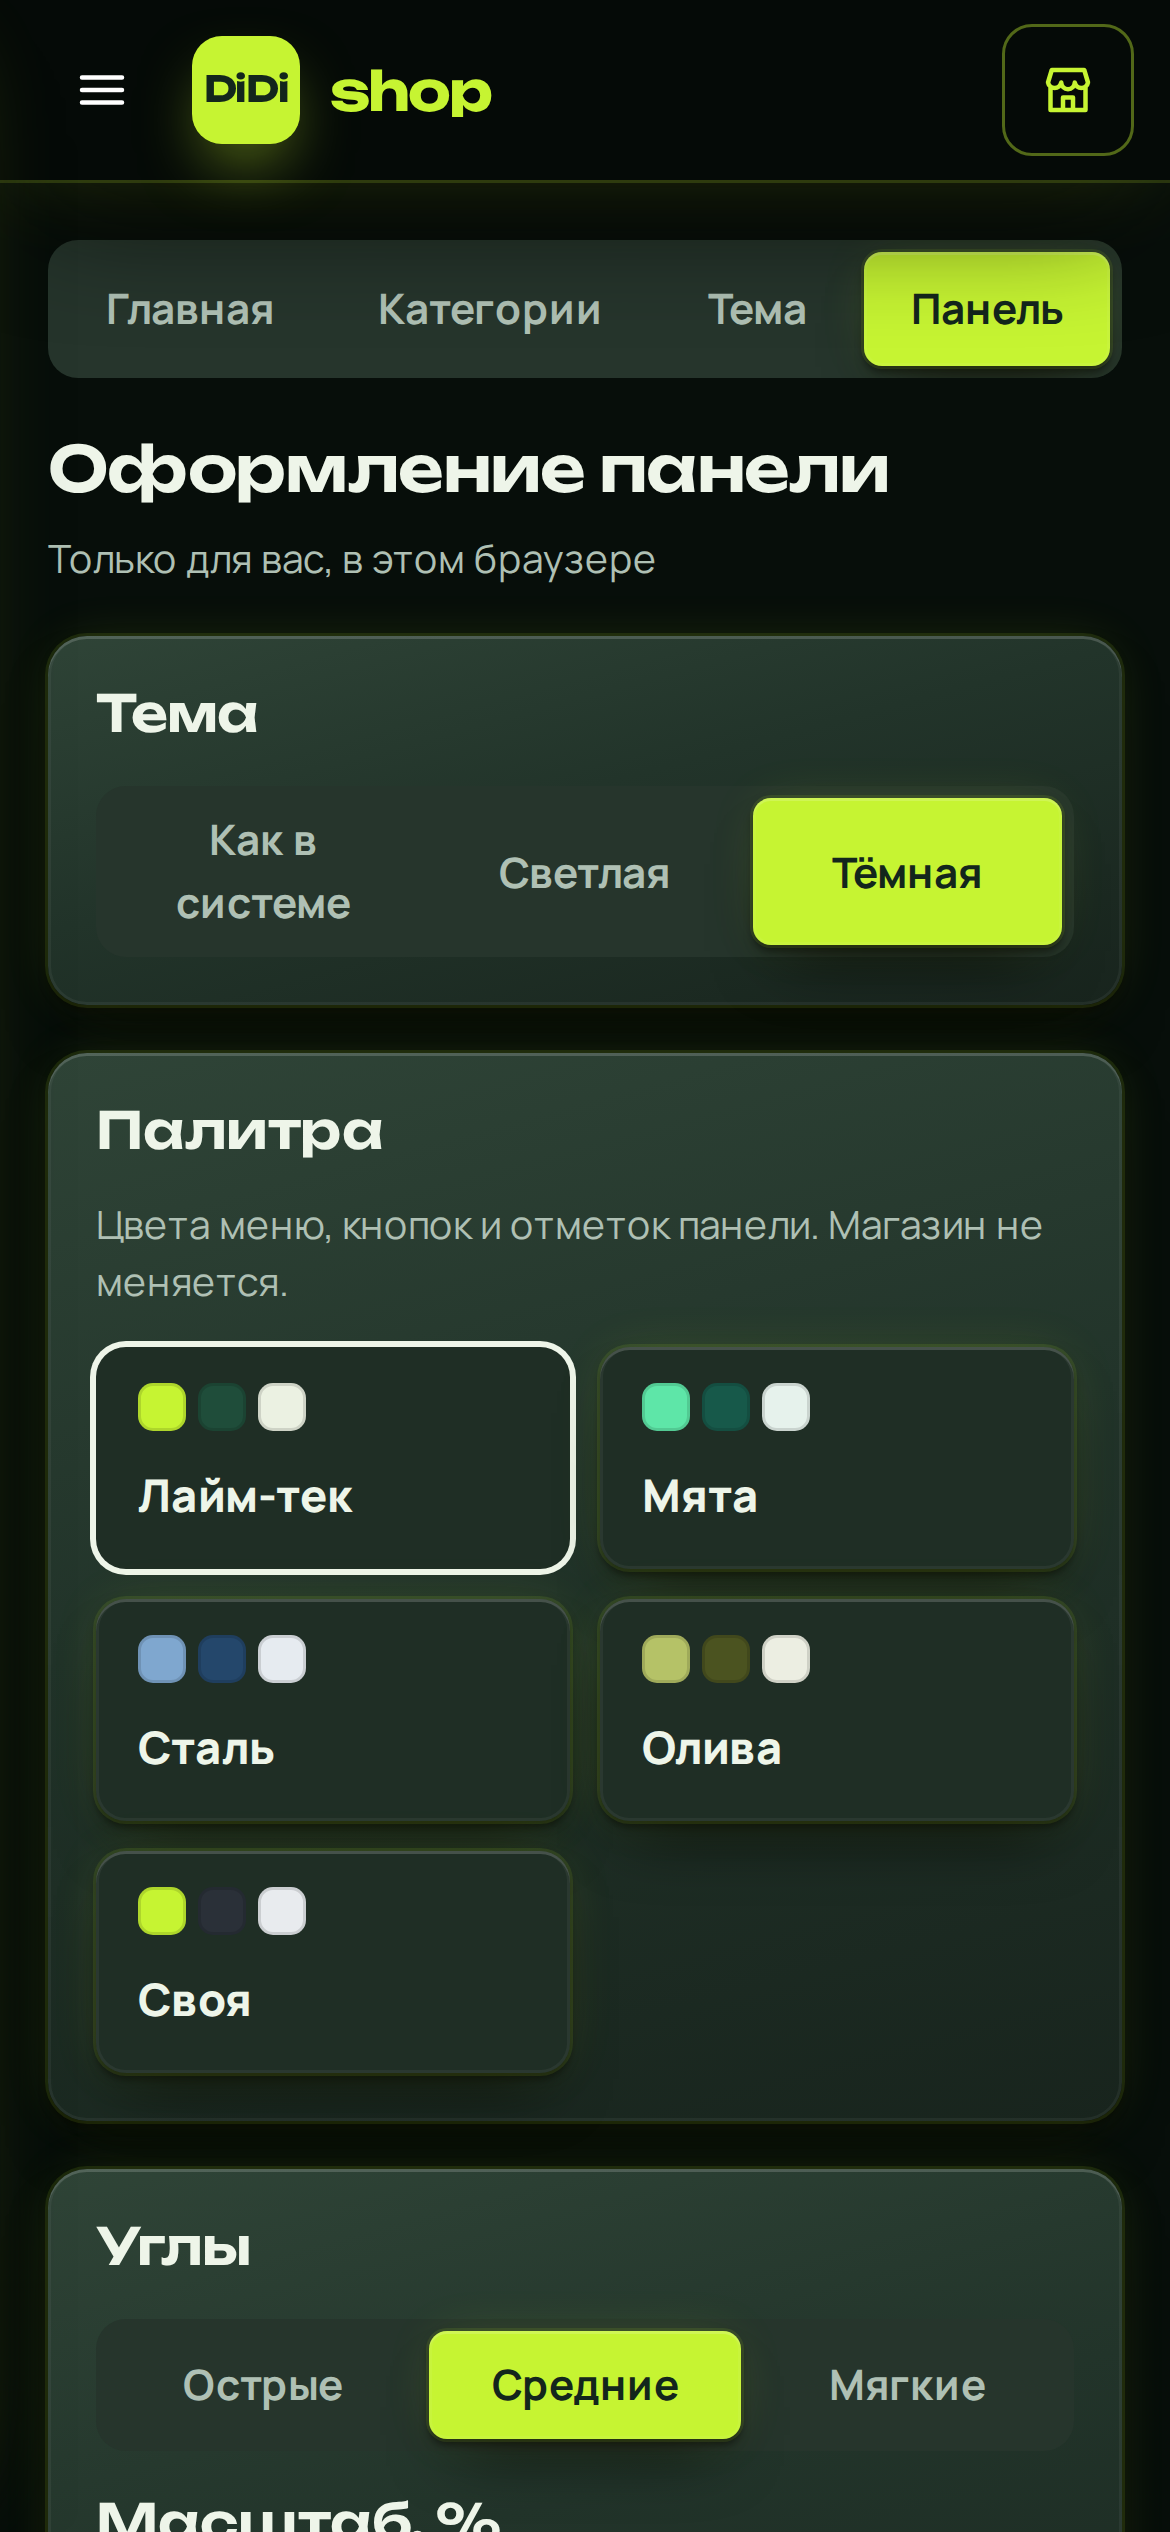 DiDi shop
Главная Категории Тема Панель
Оформление панели
Только для вас, в этом браузере
Тема
Как в
системе
Светлая
Тёмная
Палитра
Цвета меню, кнопок и отметок панели. Магазин не
меняется.
Лайм-тек
Мята
Сталь
Олива
Своя
Углы
Острые Средние Мягкие
Масштаб, %